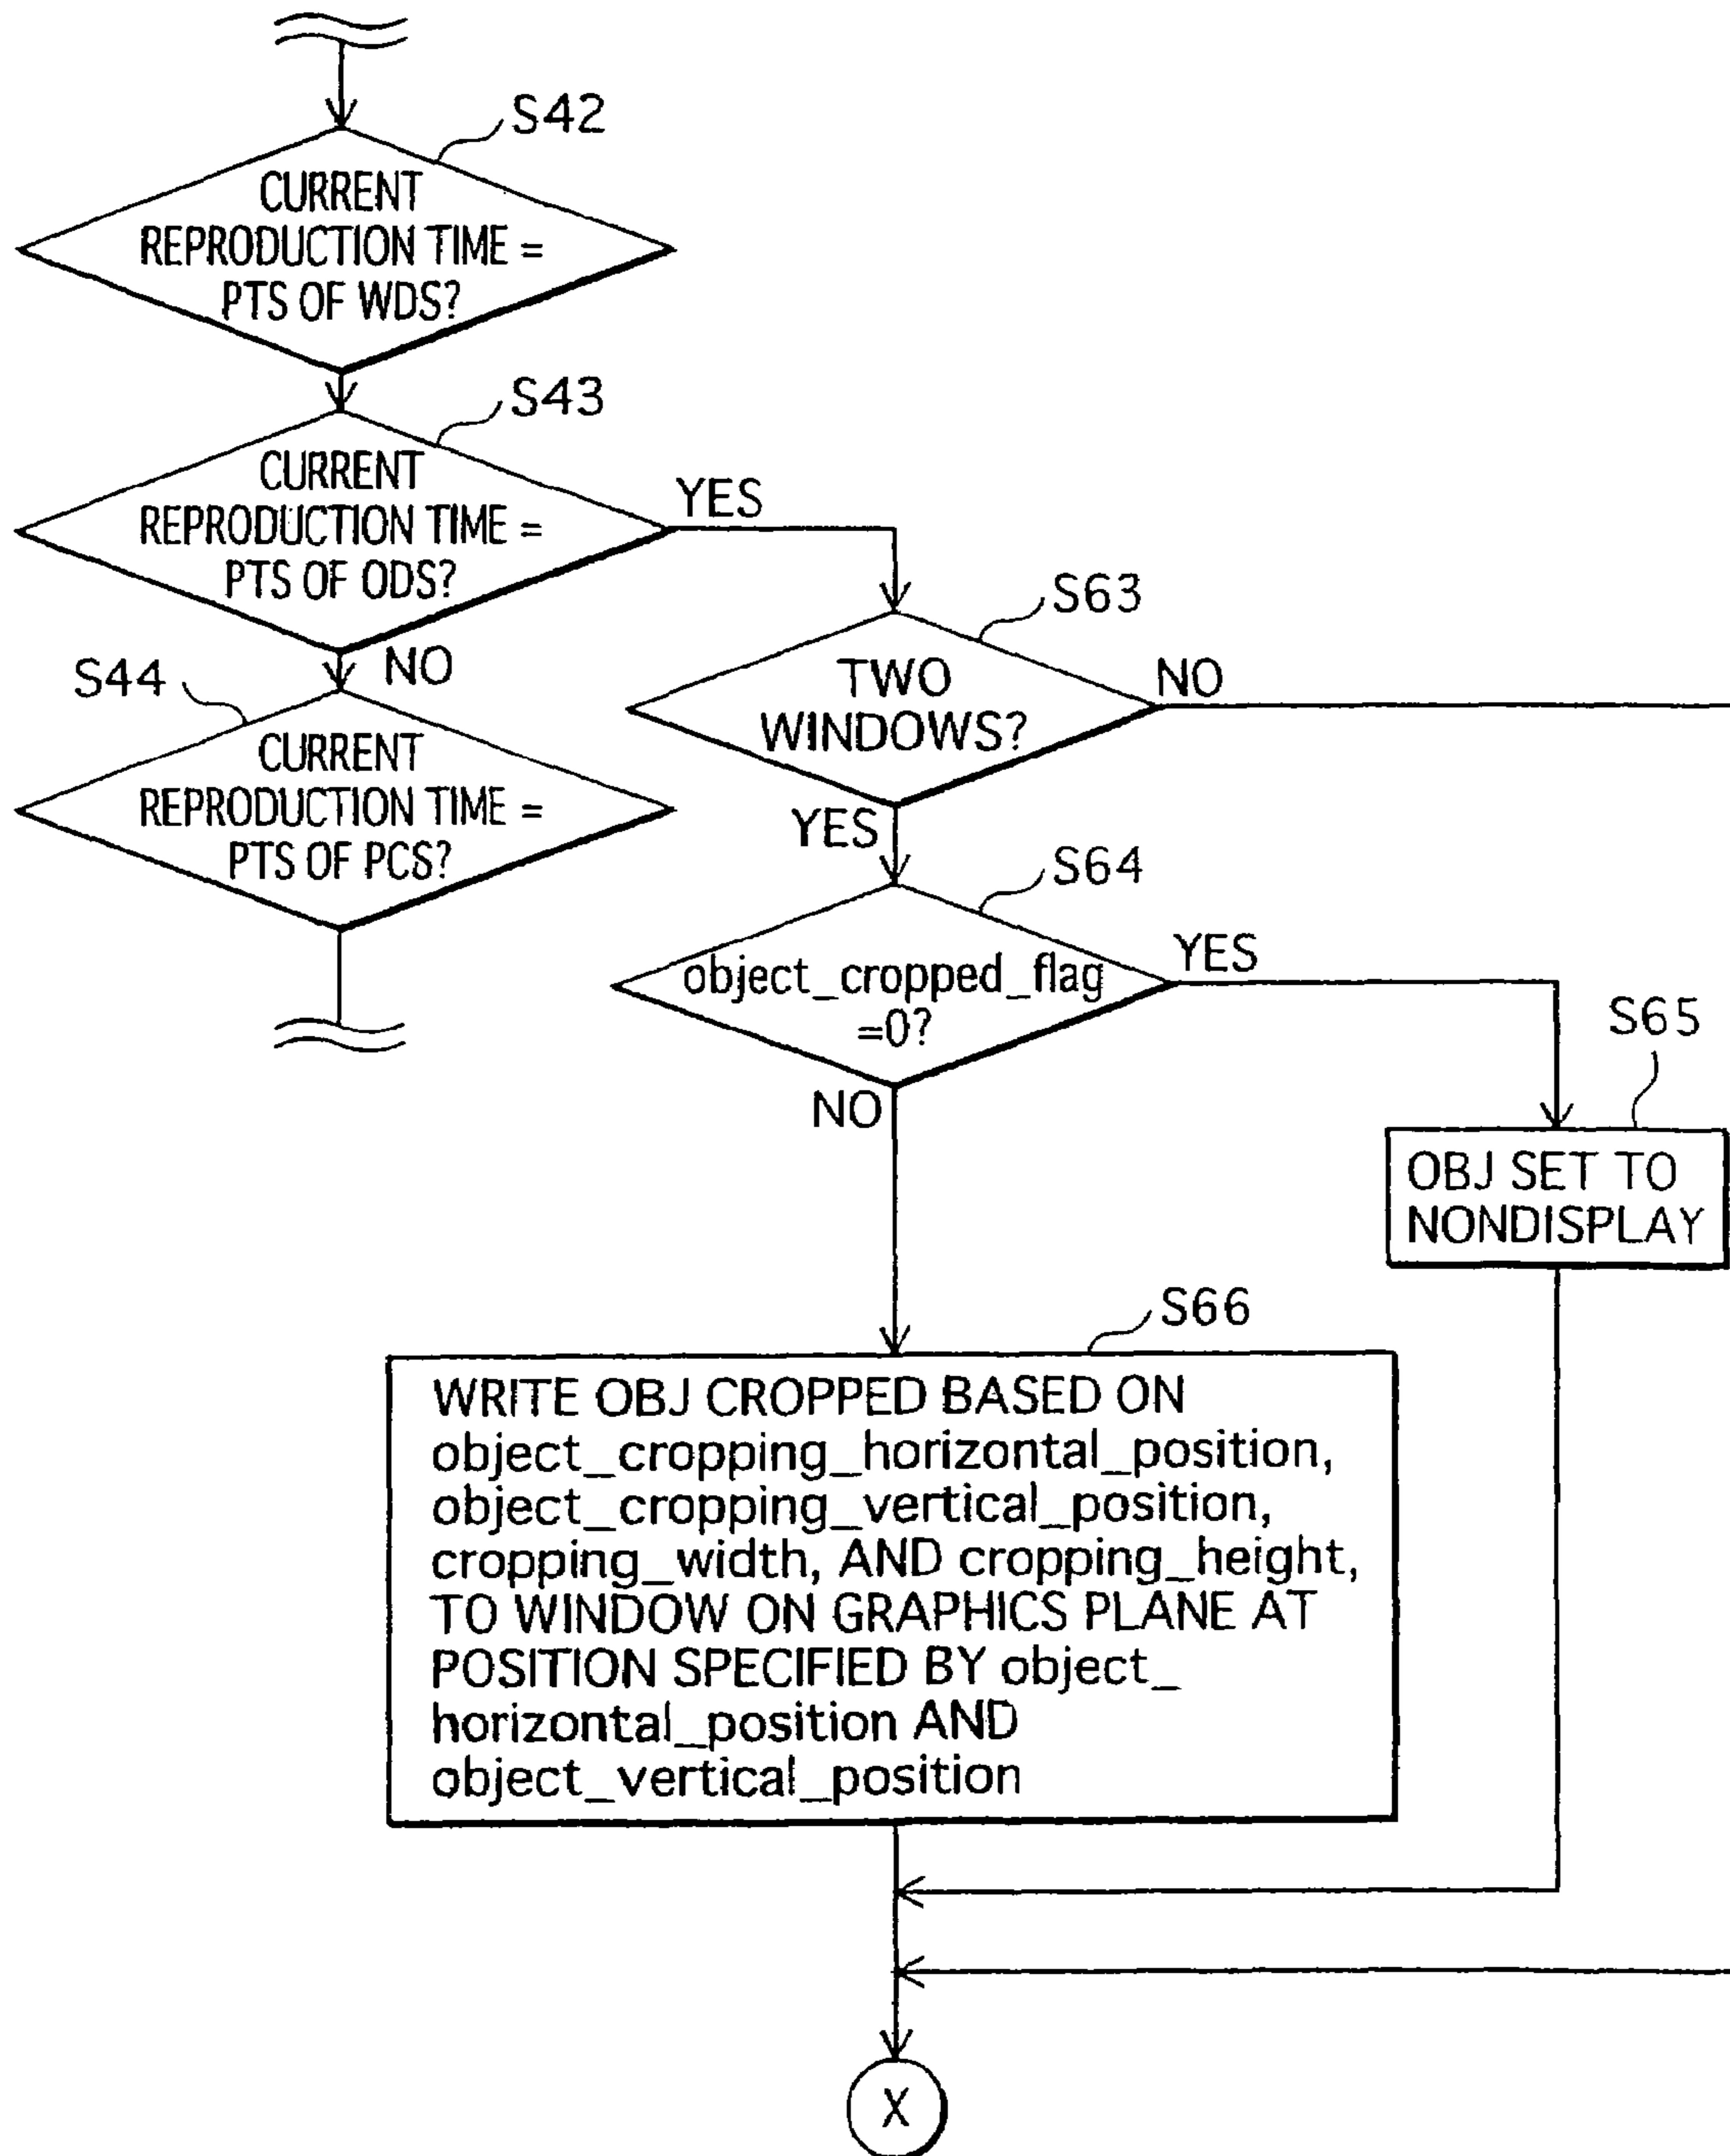 S42
CURRENT
REPRODUCTION TIME =
PTS OF WDS?
S43
CURRENT
REPRODUCTION TIME =
PTS OF ODS?
YES
NO
S44
CURRENT
REPRODUCTION TIME =
PTS OF PCS?
S63
TWO
WINDOWS?
NO
YES
S64
object_cropped_flag
=0?
YES
NO
S65
OBJ SET TO
NONDISPLAY
S66
WRITE OBJ CROPPED BASED ON
object_cropping_horizontal_position,
object_cropping_vertical_position,
cropping_width, AND cropping_height,
TO WINDOW ON GRAPHICS PLANE AT
POSITION SPECIFIED BY object_
horizontal_position AND
object_vertical_position
X